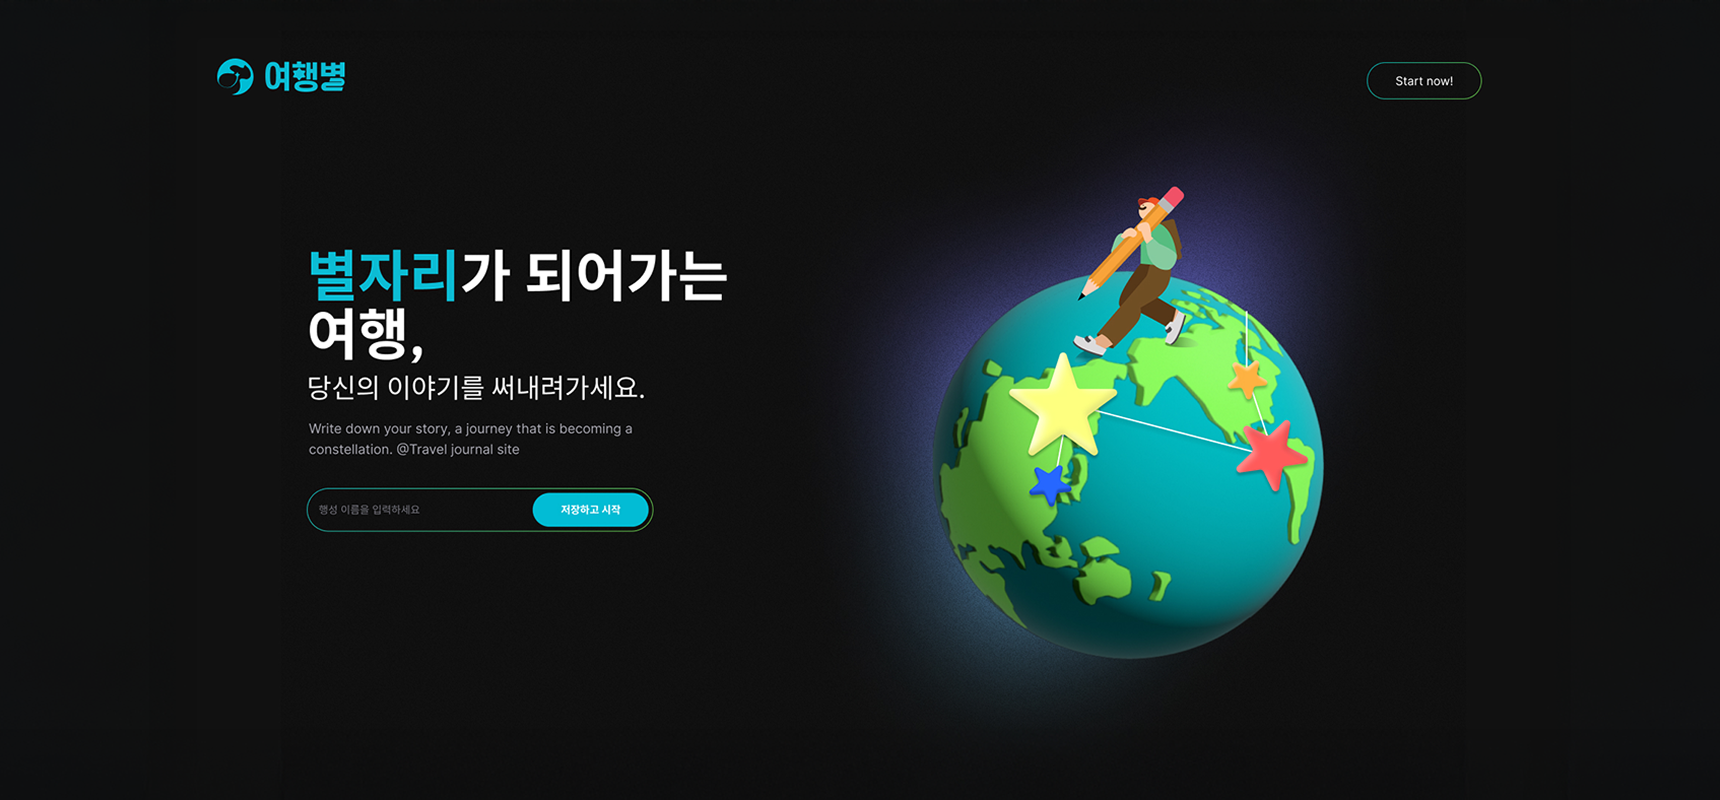 여행별
Start now!
별자리가 되어가는
여행,
당신의 이야기를 써내려가세요.
Write down your story, a journey that is becoming a
constellation. @Travel journal site
행성 이름을 입력하세요
저장하고 시작